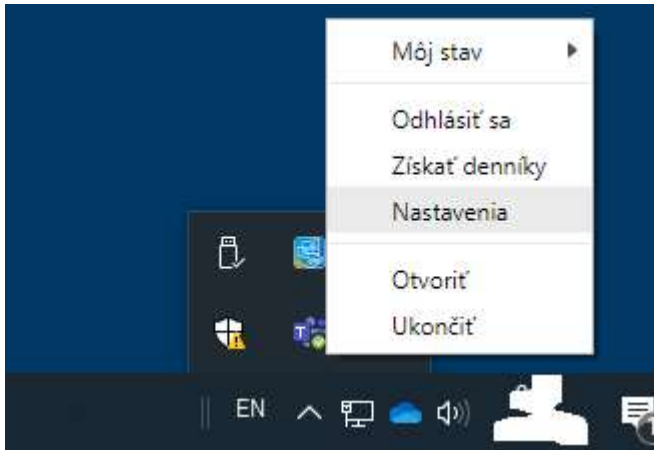 Môj stav
Odhlásiť sa
Získať denníky
Nastavenia
Otvoriť
Ukončiť
EN